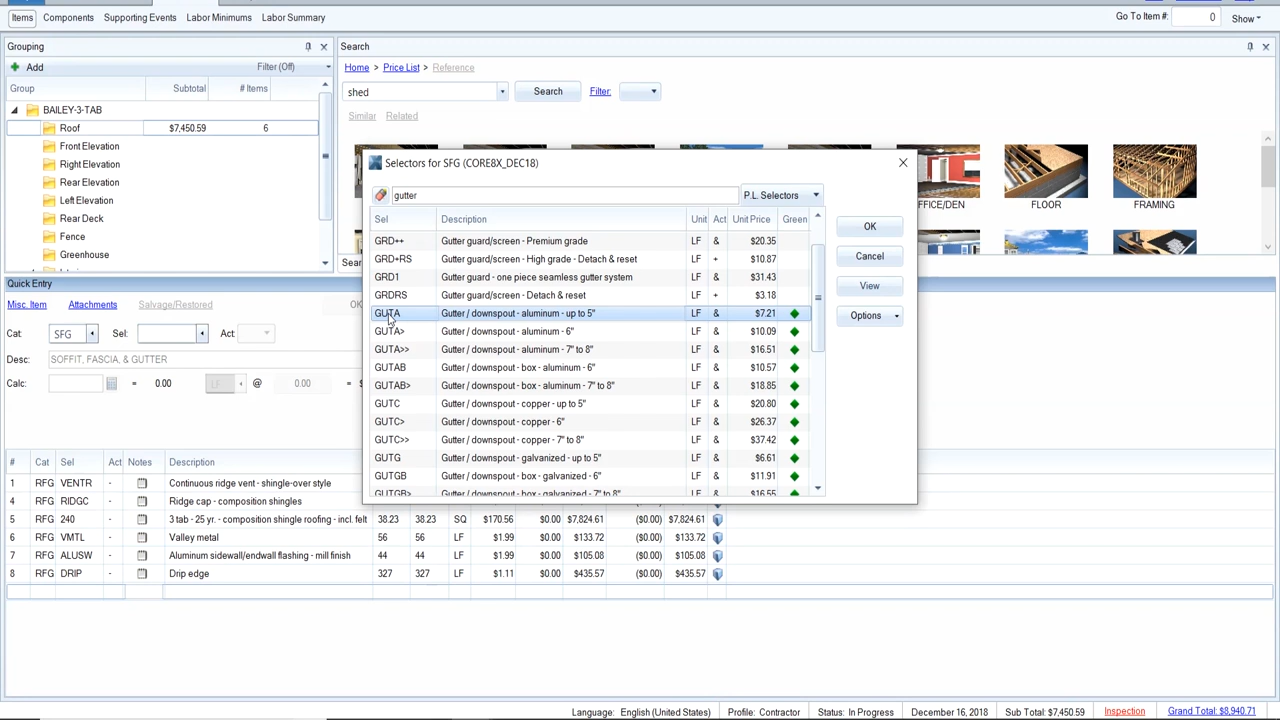 Items Components Supporting Events Labor Minimums Labor Summary Go To Item #: 0 Show
Grouping
Add Filter (Off)
Group Subtotal # Items
BAILEY-3-TAB
Roof $7,450.59 6
Front Elevation
Right Elevation
Rear Elevation
Left Elevation
Rear Deck
Fence
Greenhouse
Search
Home > Price List > Reference
shed Search Filter:
Similar Related
FFICE/DEN FLOOR FRAMING
Sear
Selectors for SFG (CORE8X_DEC18)
gutter P.L. Selectors
Sel Description Unit Act Unit Price Green
GRD++ Gutter guard/screen - Premium grade LF & $20.35
GRD+RS Gutter guard/screen - High grade - Detach & reset LF + $10.87
GRD1 Gutter guard - one piece seamless gutter system LF & $31.43
GRDRS Gutter guard/screen - Detach & reset LF + $3.18
GUTA Gutter / downspout - aluminum - up to 5" LF & $7.21
GUTA> Gutter / downspout - aluminum - 6" LF & $10.09
GUTA>> Gutter / downspout - aluminum - 7" to 8" LF & $16.51
GUTAB Gutter / downspout - box - aluminum - 6" LF & $10.57
GUTAB> Gutter / downspout - box - aluminum - 7" to 8" LF & $18.85
GUTC Gutter / downspout - copper - up to 5" LF & $20.80
GUTC> Gutter / downspout - copper - 6" LF & $26.37
GUTC>> Gutter / downspout - copper - 7" to 8" LF & $37.42
GUTG Gutter / downspout - galvanized - up to 5" LF & $6.61
GUTGB Gutter / downspout - box - galvanized - 6" LF & $11.91
GUTGB> Gutter / downspout - box - galvanized - 7" to 8" LF & $16.55
OK
Cancel
View
Options
Quick Entry
Misc. Item Attachments Salvage/Restored OK
Cat: SFG Sel: Act:
Desc: SOFFIT, FASCIA, & GUTTER
Calc: = 0.00 LF @ 0.00 = $
# Cat Sel Act Notes Description
1 RFG VENTR - Continuous ridge vent - shingle-over style
4 RFG RIDGC - Ridge cap - composition shingles
5 RFG 240 - 3 tab - 25 yr. - composition shingle roofing - incl. felt 38.23 38.23 SQ $170.56 $0.00 $7,824.61 ($0.00) $7,824.61
6 RFG VMTL - Valley metal 56 56 LF $1.99 $0.00 $133.72 ($0.00) $133.72
7 RFG ALUSW - Aluminum sidewall/endwall flashing - mill finish 44 44 LF $1.99 $0.00 $105.08 ($0.00) $105.08
8 RFG DRIP - Drip edge 327 327 LF $1.11 $0.00 $435.57 ($0.00) $435.57
Language: English (United States) Profile: Contractor Status: In Progress December 16, 2018 Sub Total: $7,450.59 Inspection Grand Total: $8,940.71